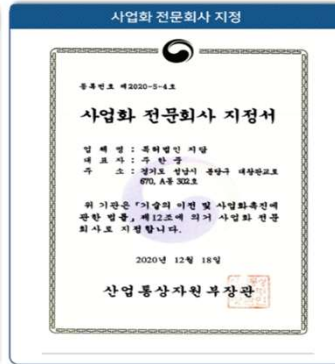 사업화 전문회사 지정
등록번호 제2020-5-4호
사업화 전문회사 지정서
업 체 명 : 특허법인 지담
대 표 자 :
주 소 : 경기도 성남시 분당구 대왕판교로
670, A동 302호
위 기관은 「기술의 이전 및 사업화촉진에
관한 법률」 제12조에 의거 사업화 전문
회사로 지정합니다.
2020년 12월 18일
산업통상자원부장관